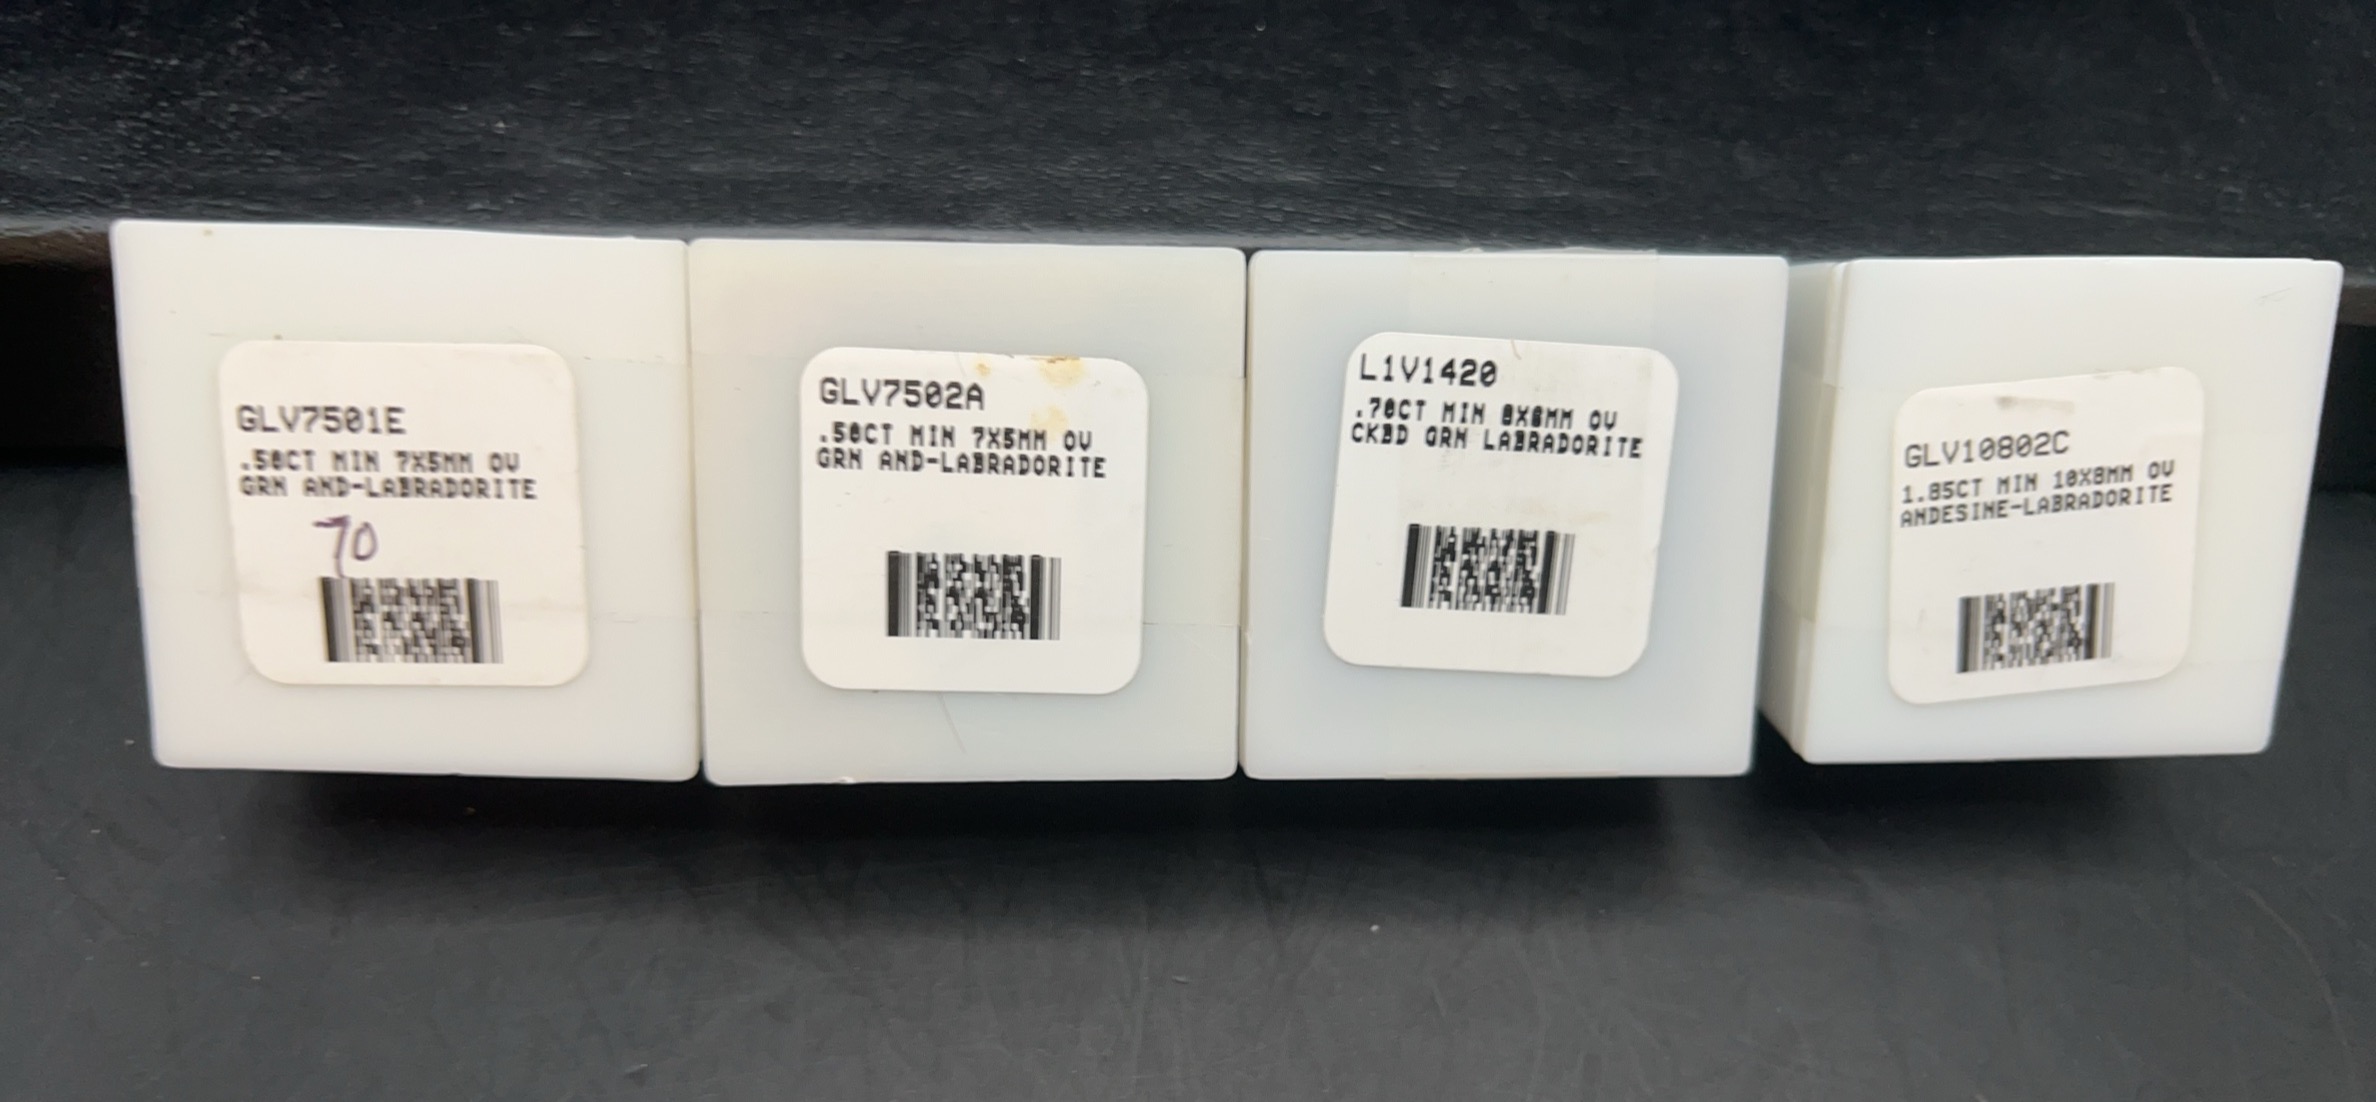 GLV7501E
.50CT MIN 7X5MM OV
GRN AND-LABRADORITE
70
GLV7502A
.50CT MIN 7X5MM OV
GRN AND-LABRADORITE
L1V1420
.70CT MIN 8X6MM OV
CKBD GRN LABRADORITE
GLV10802C
1.85CT MIN 10X8MM OV
ANDESINE-LABRADORITE